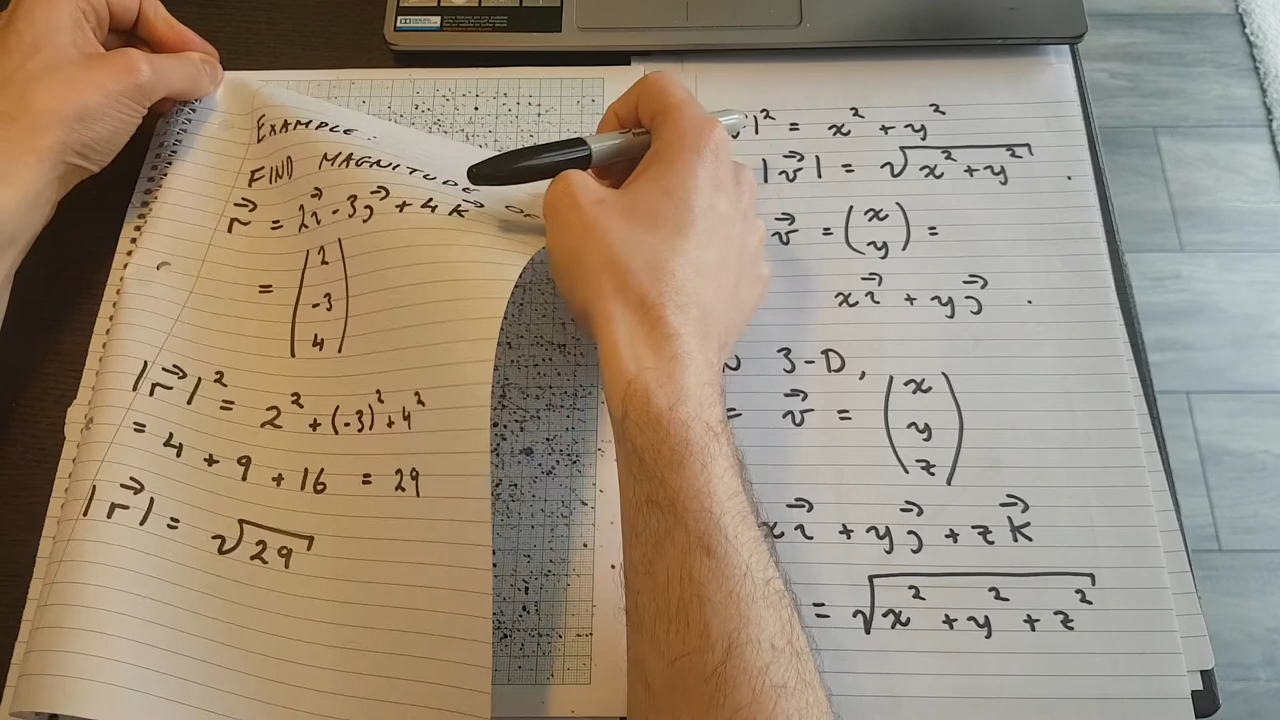 EXAMPLE:
FIND MAGNITUDE OF
r⃗ = 2i⃗ - 3j⃗ + 4k⃗
= (2
-3
4)
|r⃗|² = 2² + (-3)² + 4²
= 4 + 9 + 16 = 29
|r⃗| = √29
|² = x² + y²
|v⃗| = √x² + y² .
v⃗ = (x
y) =
xi⃗ + yj⃗ .
3-D,
= v⃗ = (x
y
z)
xi⃗ + yj⃗ + zk⃗
= √x² + y² + z²